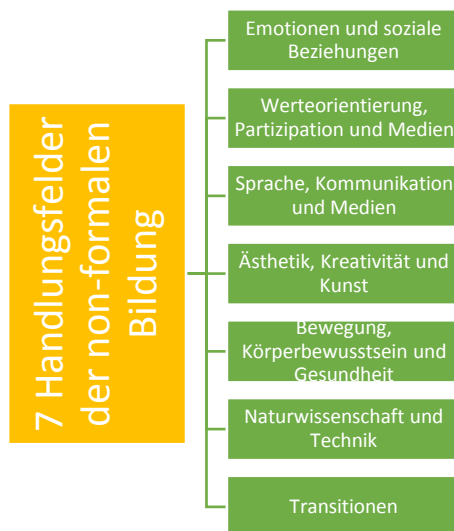 7 Handlungsfelder
der non-formalen
Bildung
Emotionen und soziale
Beziehungen
Werteorientierung,
Partizipation und Medien
Sprache, Kommunikation
und Medien
Ästhetik, Kreativität und
Kunst
Bewegung,
Körperbewusstsein und
Gesundheit
Naturwissenschaft und
Technik
Transitionen